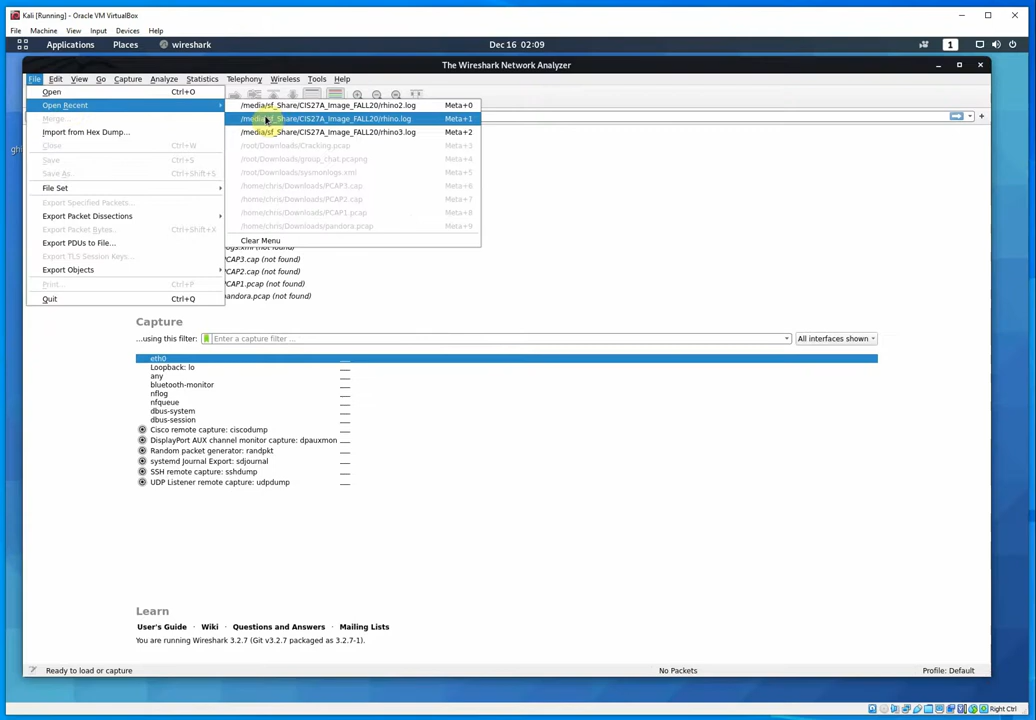 Kali [Running] - Oracle VM VirtualBox
File Machine View Input Devices Help
Applications Places wireshark Dec 16 02:09 1
The Wireshark Network Analyzer
File Edit View Go Capture Analyze Statistics Telephony Wireless Tools Help
Open Ctrl+O
Open Recent
Merge...
Import from Hex Dump...
Close Ctrl+W
Save Ctrl+S
Save As... Ctrl+Shift+S
File Set
Export Specified Packets...
Export Packet Dissections
Export Packet Bytes... Ctrl+Shift+X
Export PDUs to File...
Export TLS Session Keys...
Export Objects
Print... Ctrl+P
Quit Ctrl+Q
/media/sf_Share/CIS27A_Image_FALL20/rhino2.log Meta+0
/media/sf_Share/CIS27A_Image_FALL20/rhino.log Meta+1
/media/sf_Share/CIS27A_Image_FALL20/rhino3.log Meta+2
/root/Downloads/Cracking.pcap Meta+3
/root/Downloads/group_chat.pcapng Meta+4
/root/Downloads/sysmonlogs.xml Meta+5
/home/chris/Downloads/PCAP3.cap Meta+6
/home/chris/Downloads/PCAP2.cap Meta+7
/home/chris/Downloads/PCAP1.pcap Meta+8
/home/chris/Downloads/pandora.pcap Meta+9
Clear Menu
logs.xml (not found)
PCAP3.cap (not found)
PCAP2.cap (not found)
PCAP1.pcap (not found)
pandora.pcap (not found)
Capture
...using this filter: Enter a capture filter ... All interfaces shown
eth0
Loopback: lo
any
bluetooth-monitor
nflog
nfqueue
dbus-system
dbus-session
Cisco remote capture: ciscodump
DisplayPort AUX channel monitor capture: dpauxmon
Random packet generator: randpkt
systemd Journal Export: sdjournal
SSH remote capture: sshdump
UDP Listener remote capture: udpdump
Learn
User's Guide · Wiki · Questions and Answers · Mailing Lists
You are running Wireshark 3.2.7 (Git v3.2.7 packaged as 3.2.7-1).
Ready to load or capture No Packets Profile: Default
Right Ctrl